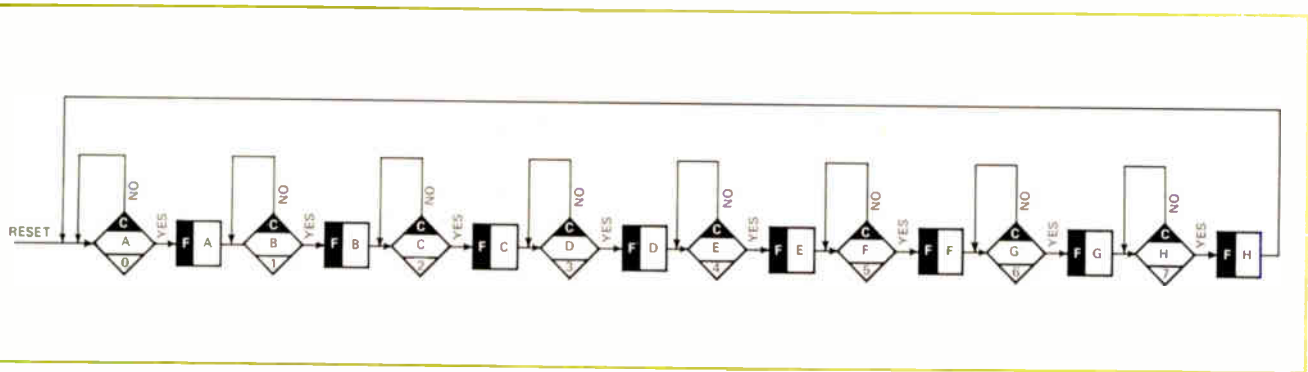 NO NO NO NO NO NO NO NO
C YES C YES C YES C YES C YES C YES C YES C YES
RESET A F A B F B C F C D F D E F E F F F G F G H F H
0 1 2 3 4 5 6 7